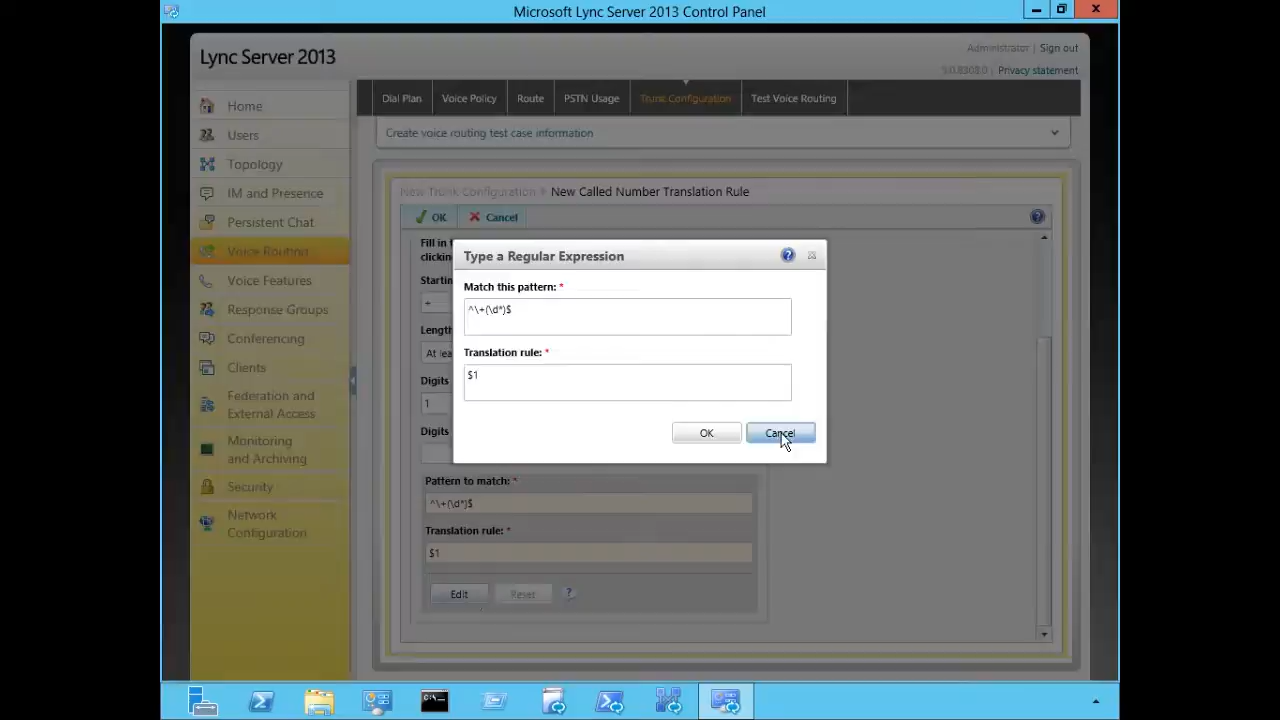 Microsoft Lync Server 2013 Control Panel
Lync Server 2013
Administrator | Sign out
5.0.8308.0 | Privacy statement
Home
Users
Topology
IM and Presence
Persistent Chat
Voice Routing
Voice Features
Response Groups
Conferencing
Clients
Federation and
External Access
Monitoring
and Archiving
Security
Network
Configuration
Dial Plan
Voice Policy
Route
PSTN Usage
Trunk Configuration
Test Voice Routing
Create voice routing test case information
New Trunk Configuration
New Called Number Translation Rule
OK
Cancel
Fill in
Type a Regular Expression
Match this pattern: *
^\+(\d*)$
Translation rule: *
$1
OK
Cancel
+
Length
Digits
1
Digits
Pattern to match: *
^\+(\d*)$
Translation rule: *
$1
Edit
Reset
?